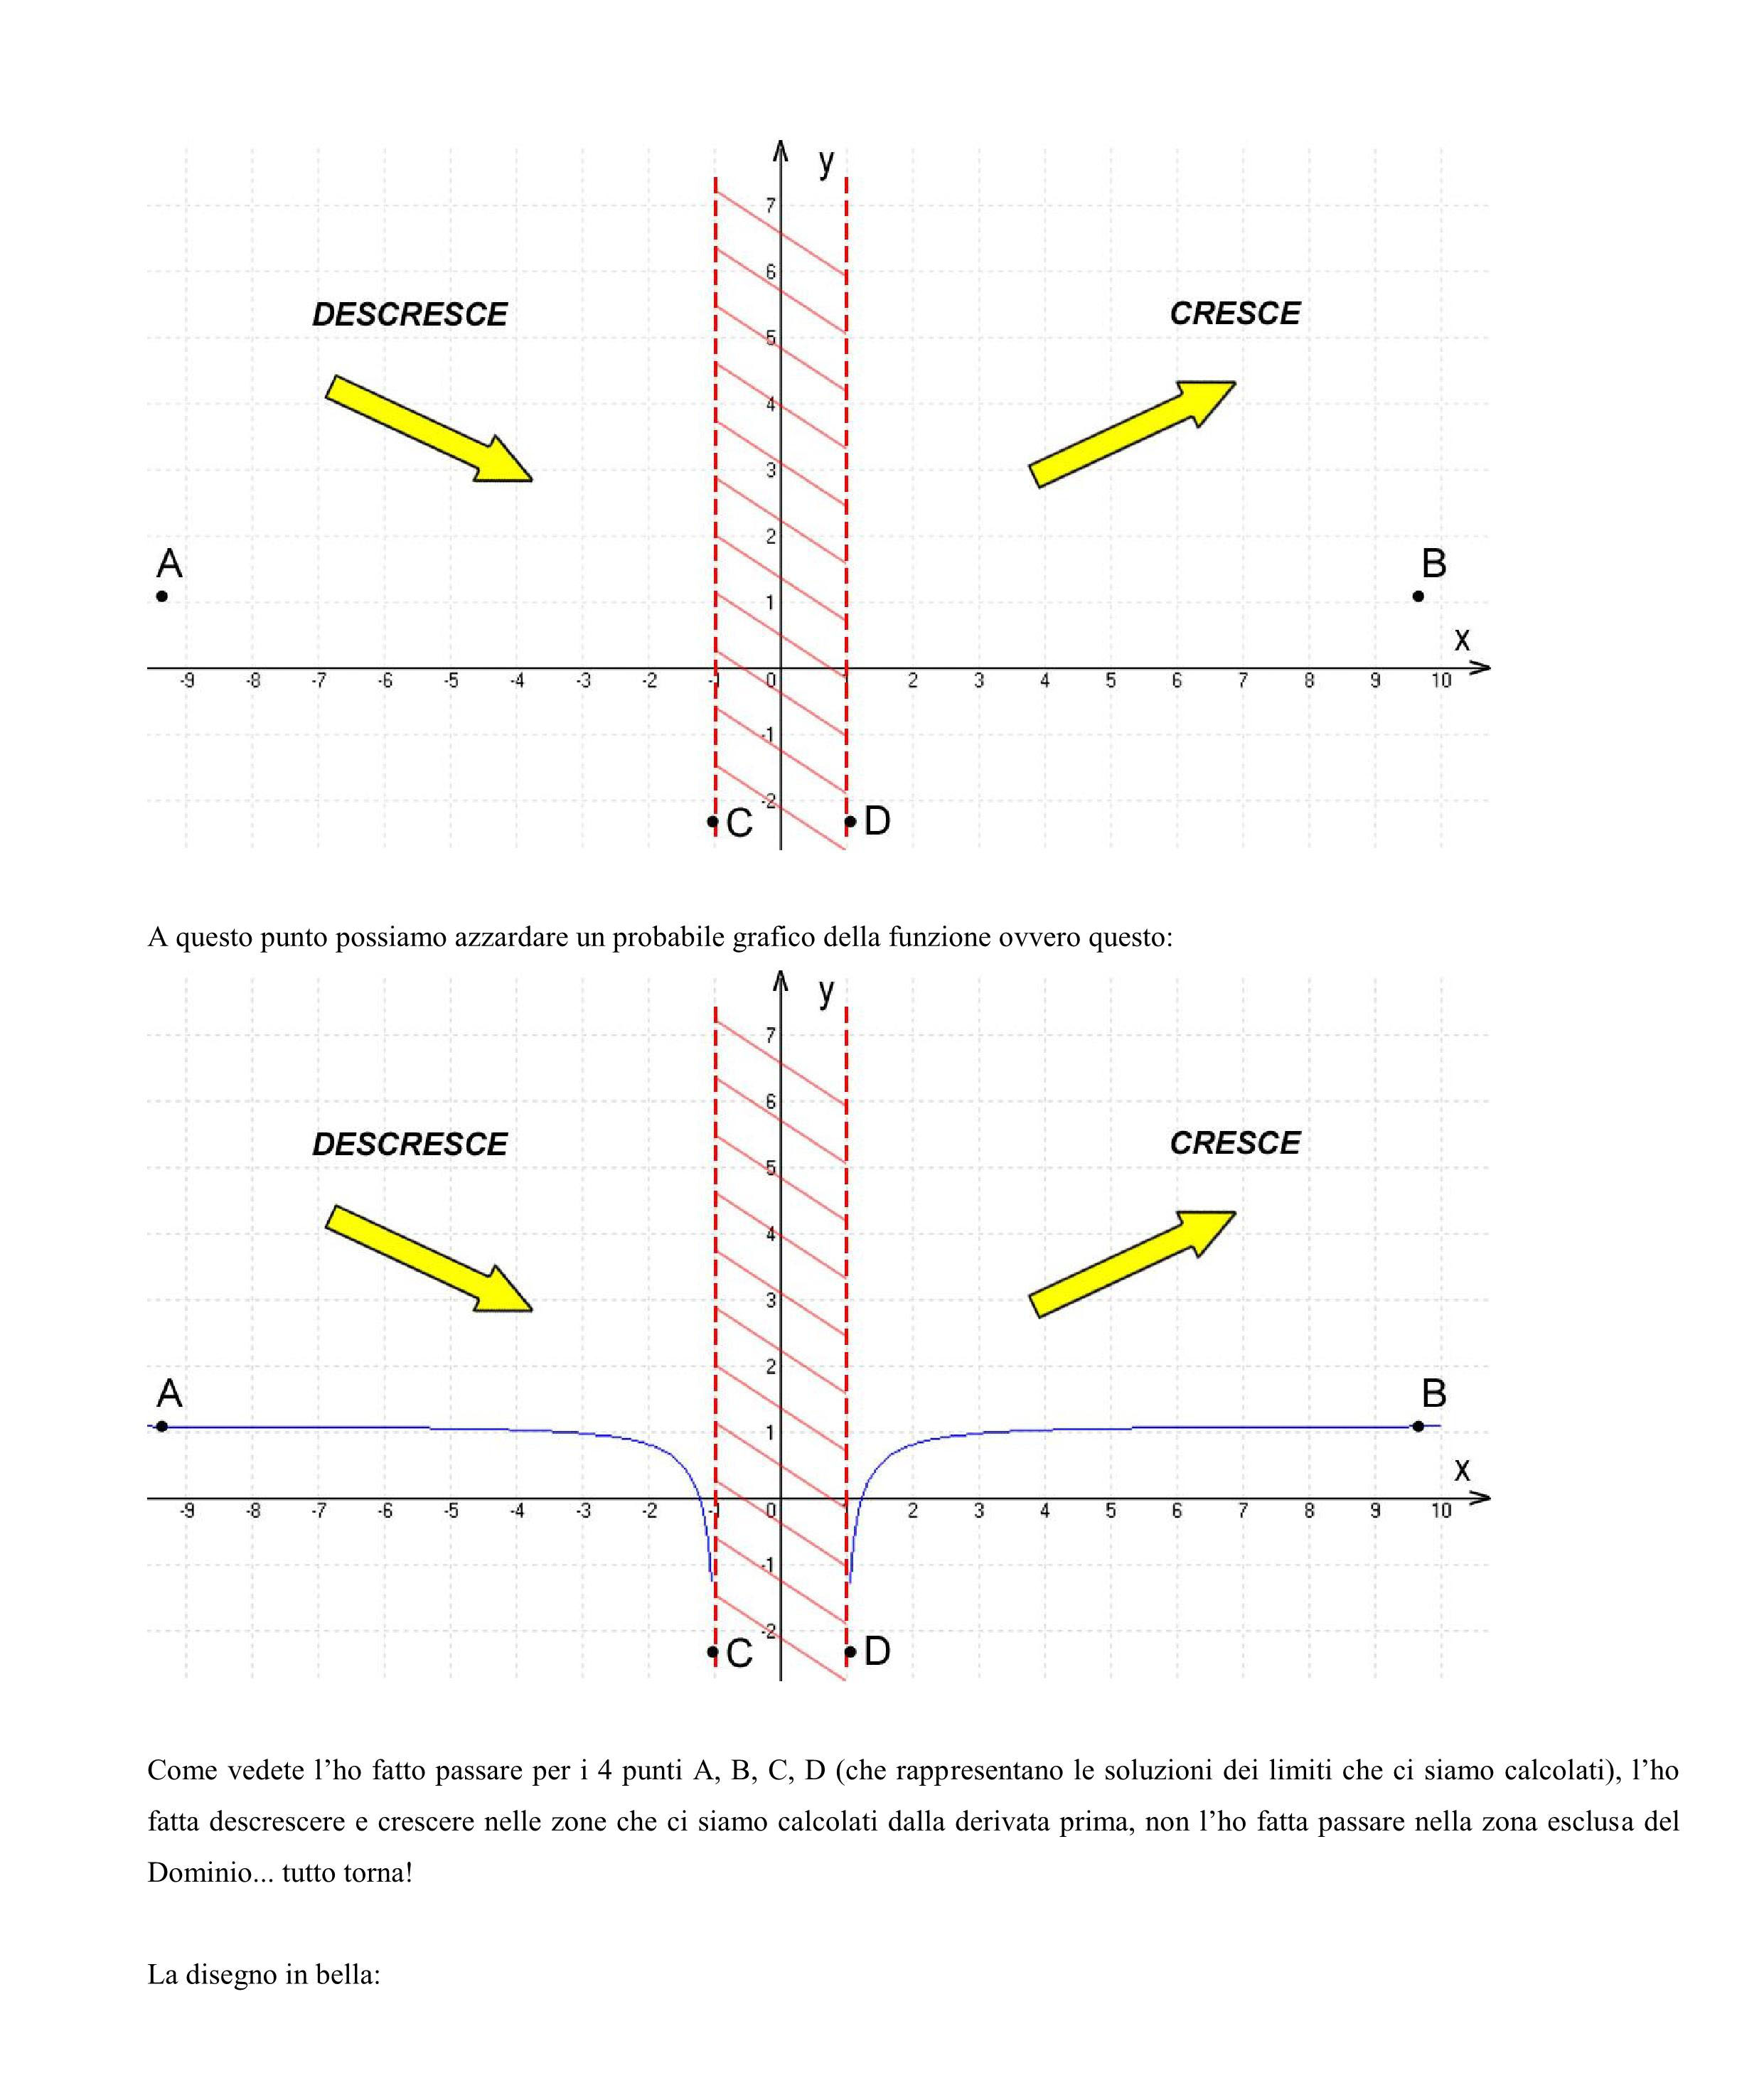 y
7
6
DESCRESCE CRESCE
5
4
3
2
A B
1
x
-9 -8 -7 -6 -5 -4 -3 -2 -1 0 1 2 3 4 5 6 7 8 9 10
-1
-2
C D
A questo punto possiamo azzardare un probabile grafico della funzione ovvero questo:
y
7
6
DESCRESCE CRESCE
5
4
3
2
A B
1
x
-9 -8 -7 -6 -5 -4 -3 -2 -1 0 1 2 3 4 5 6 7 8 9 10
-1
-2
C D
Come vedete l’ho fatto passare per i 4 punti A, B, C, D (che rappresentano le soluzioni dei limiti che ci siamo calcolati), l’ho
fatta descrescere e crescere nelle zone che ci siamo calcolati dalla derivata prima, non l’ho fatta passare nella zona esclusa del
Dominio... tutto torna!
La disegno in bella: